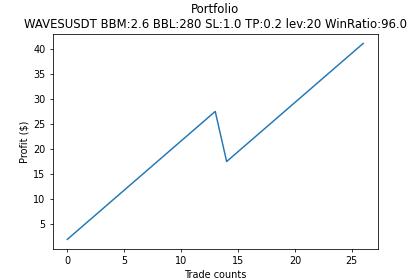 Portfolio
WAVESUSDT BBM:2.6 BBL:280 SL:1.0 TP:0.2 lev:20 WinRatio:96.0
40
35
30
25
20
15
10
5
Profit ($)
0 5 10 15 20 25
Trade counts